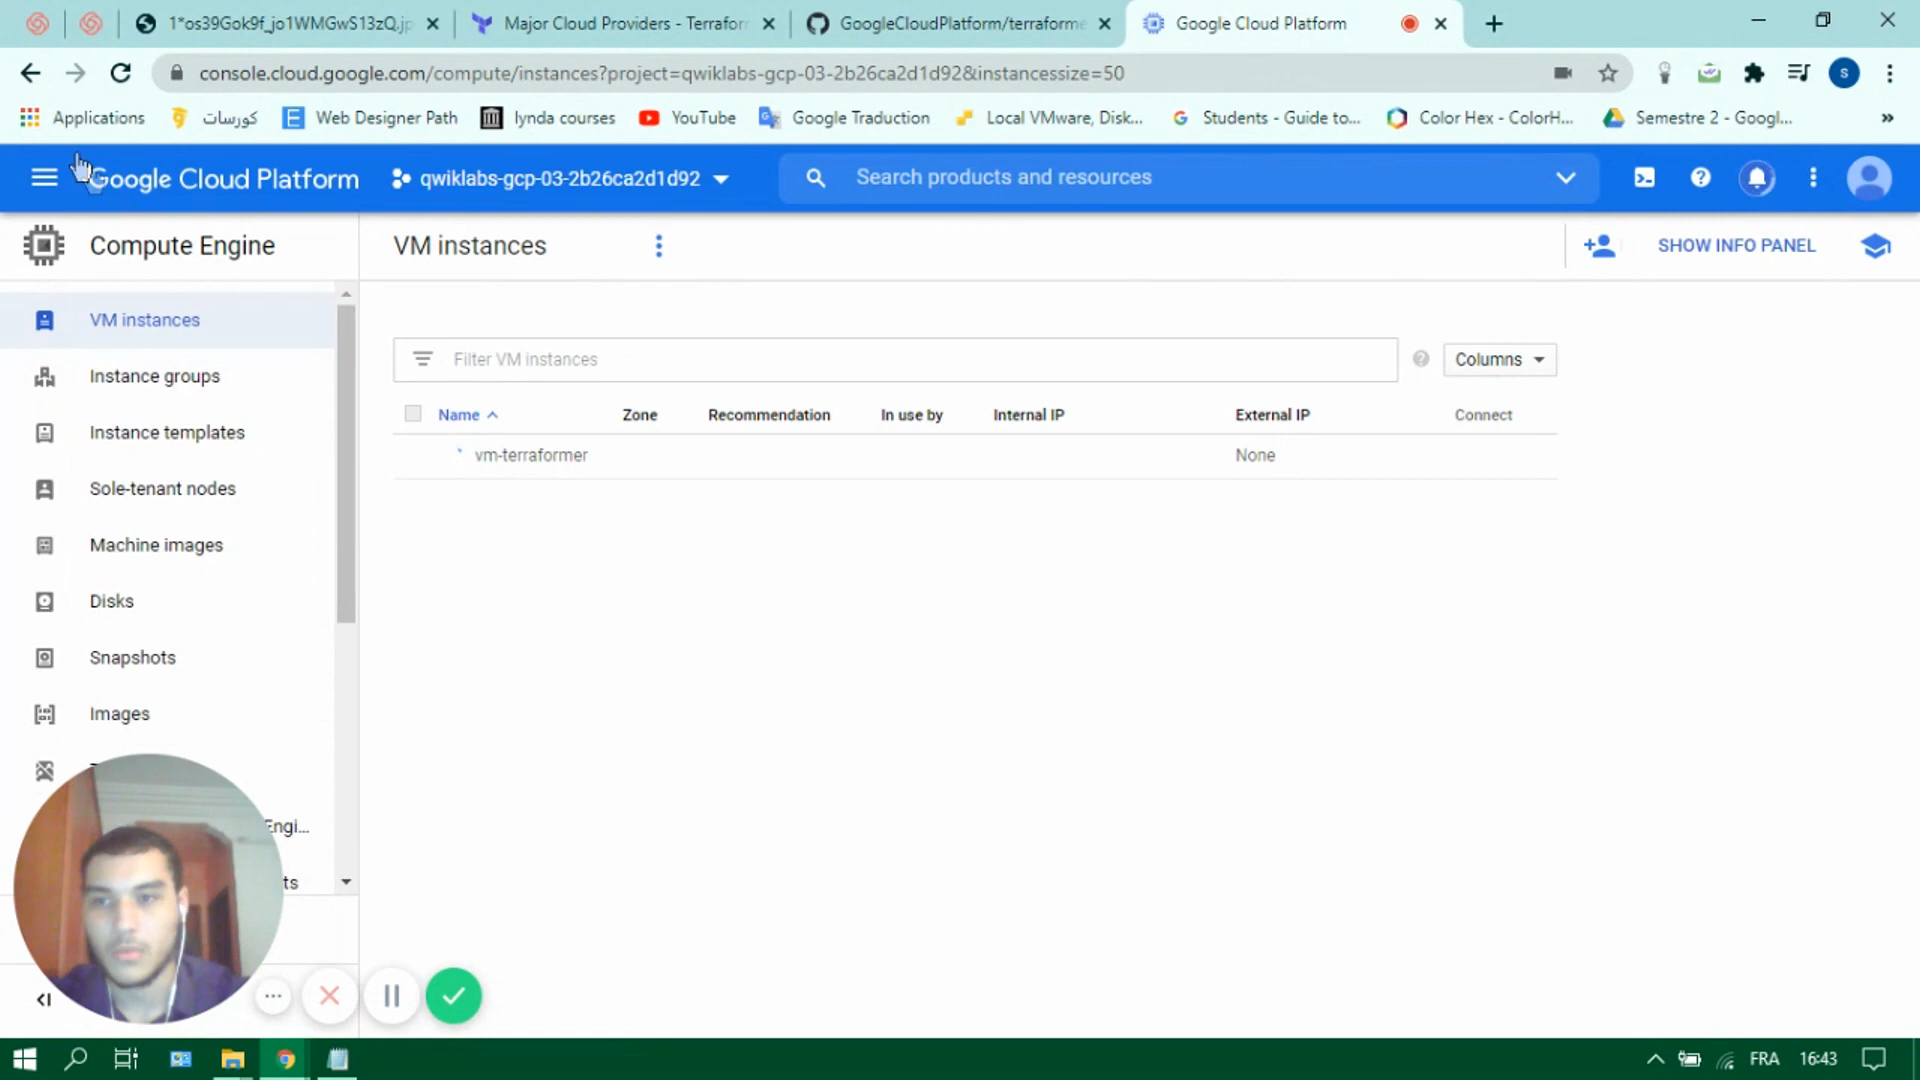 1*os39Gok9f_jo1WMGwS13zQ.jp
Major Cloud Providers - Terrafor
GoogleCloudPlatform/terraforme
Google Cloud Platform
console.cloud.google.com/compute/instances?project=qwiklabs-gcp-03-2b26ca2d1d92&instancessize=50
S
Applications
كورسات
Web Designer Path
lynda courses
YouTube
Google Traduction
Local VMware, Disk...
Students - Guide to...
Color Hex - ColorH...
Semestre 2 - Googl...
»
Google Cloud Platform
qwiklabs-gcp-03-2b26ca2d1d92
Search products and resources
Compute Engine
VM instances
SHOW INFO PANEL
VM instances
Instance groups
Instance templates
Sole-tenant nodes
Machine images
Disks
Snapshots
Images
Engi...
ts
Filter VM instances
Columns
Name
Zone
Recommendation
In use by
Internal IP
External IP
Connect
vm-terraformer
None
FRA
16:43